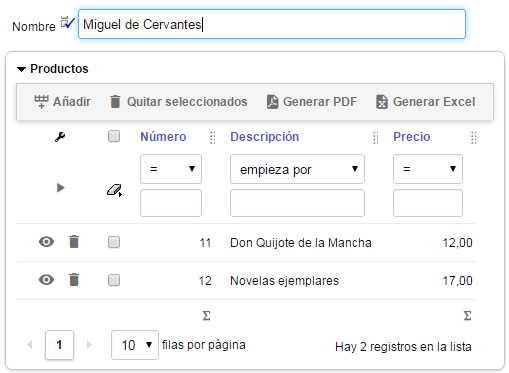 Nombre Miguel de Cervantes
Productos
Añadir Quitar seleccionados Generar PDF Generar Excel
Número Descripción Precio
= empieza por =
11 Don Quijote de la Mancha 12,00
12 Novelas ejemplares 17,00
Σ Σ
1 10 filas por página Hay 2 registros en la lista